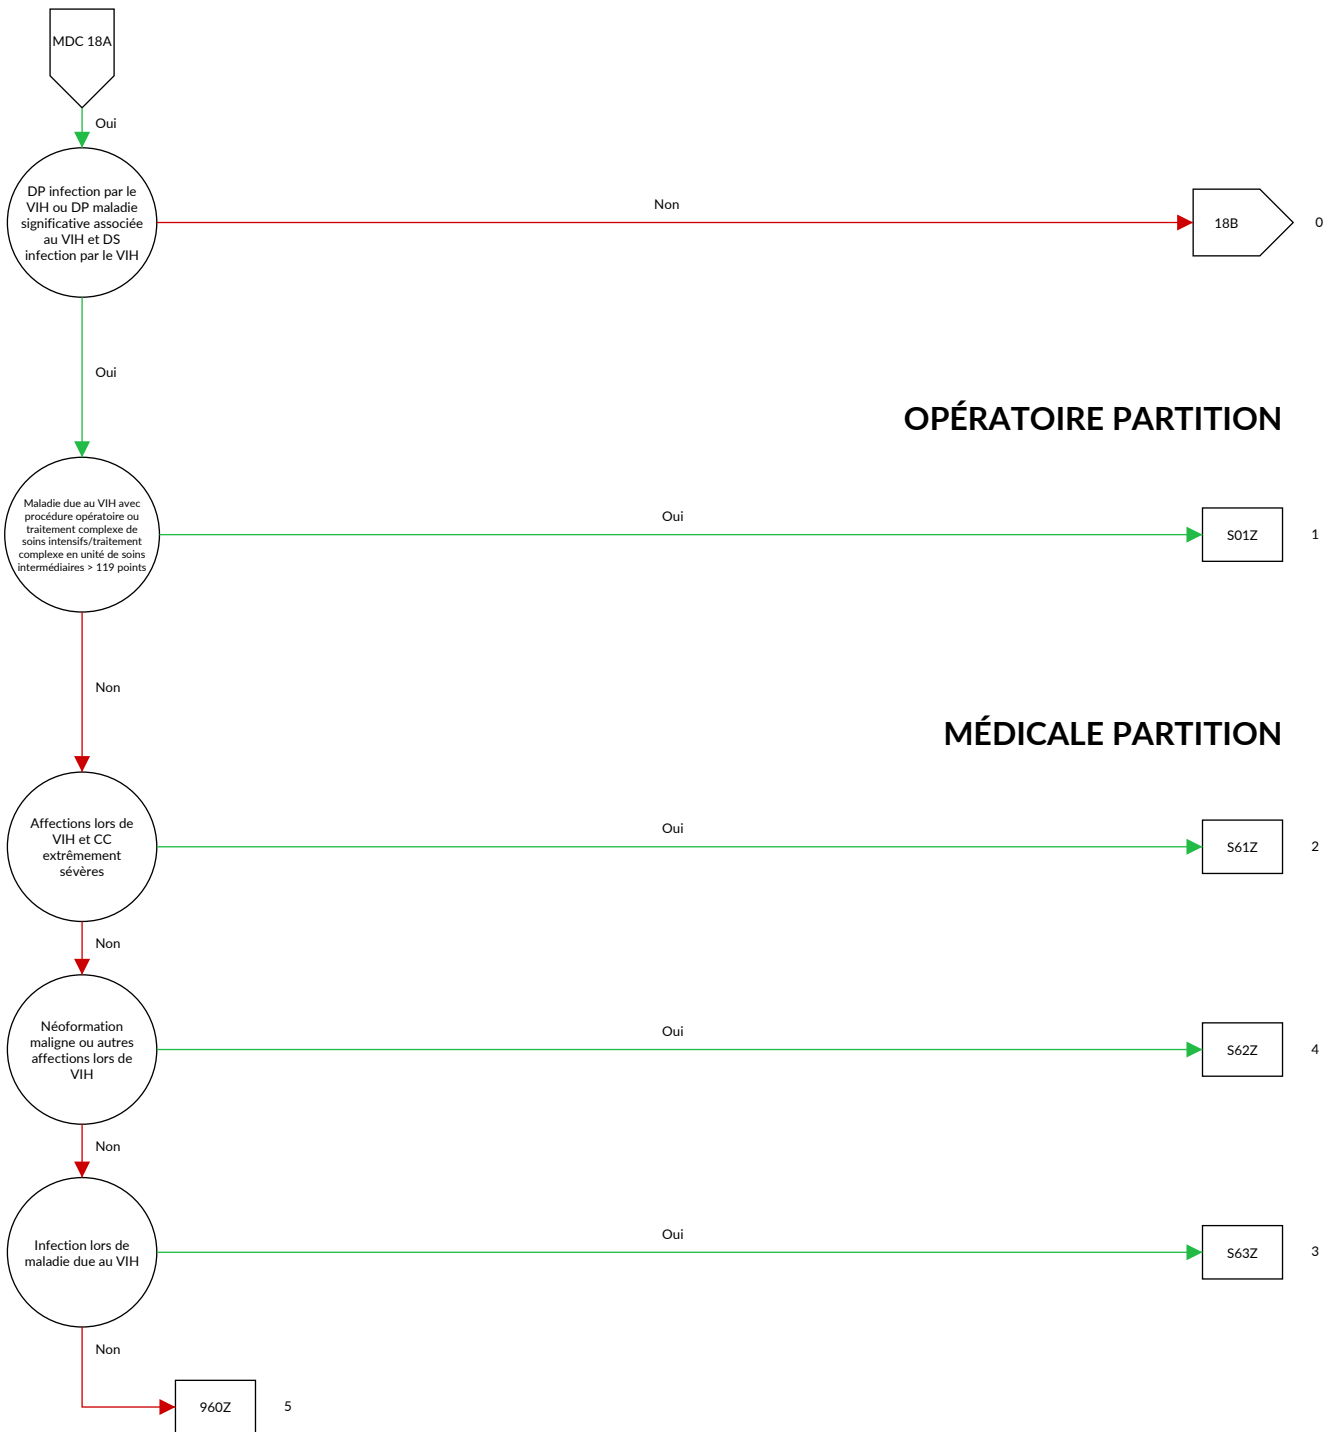 MDC 18A
Oui
DP infection par le
VIH ou DP maladie
significative associée
au VIH et DS
infection par le VIH
Non
18B
0
Oui
OPÉRATOIRE PARTITION
Maladie due au VIH avec
procédure opératoire ou
traitement complexe de
soins intensifs/traitement
complexe en unité de soins
intermédiaires > 119 points
Oui
S01Z
1
Non
MÉDICALE PARTITION
Affections lors de
VIH et CC
extrêmement
sévères
Oui
S61Z
2
Non
Néoformation
maligne ou autres
affections lors de
VIH
Oui
S62Z
4
Non
Infection lors de
maladie due au VIH
Oui
S63Z
3
Non
960Z
5